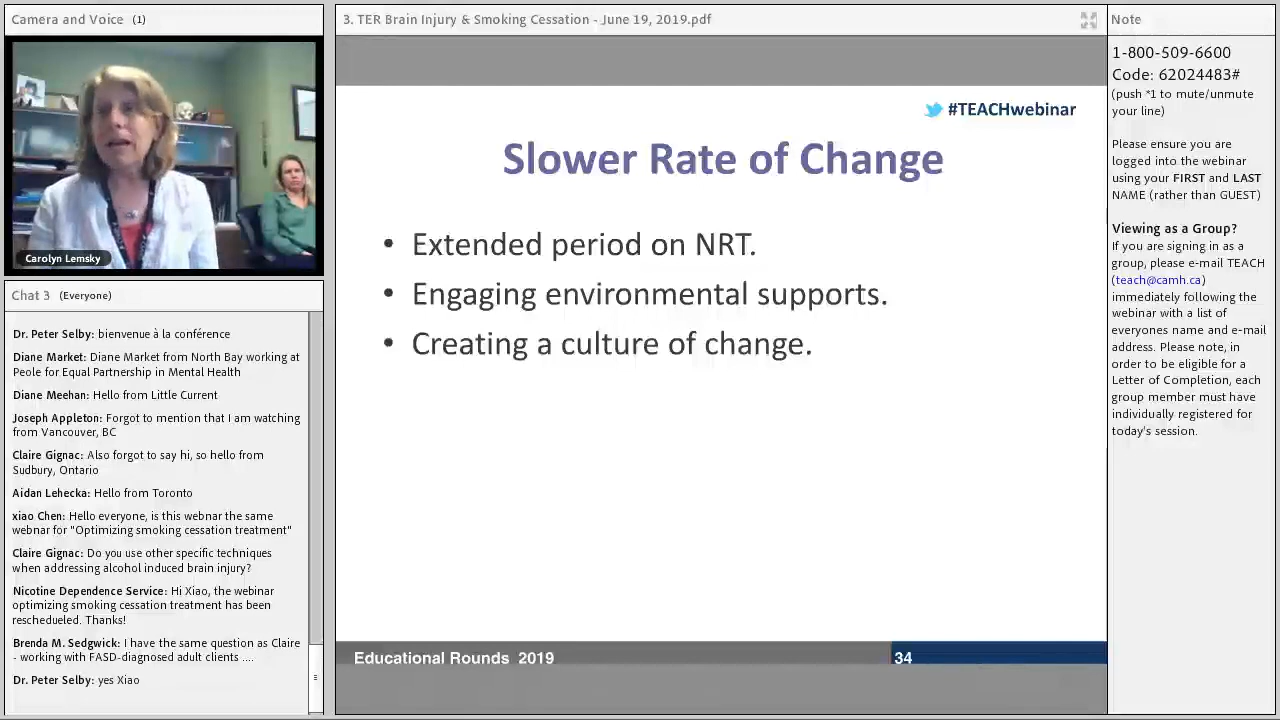 Camera and Voice (1)
Carolyn Lemsky
Chat 3 (Everyone)
Dr. Peter Selby: bienvenue à la conférence
Diane Market: Diane Market from North Bay working at
Peole for Equal Partnership in Mental Health
Diane Meehan: Hello from Little Current
Joseph Appleton: Forgot to mention that I am watching
from Vancouver, BC
Claire Gignac: Also forgot to say hi, so hello from
Sudbury, Ontario
Aidan Lehecka: Hello from Toronto
xiao Chen: Hello everyone, is this webnar the same
webnar for "Optimizing smoking cessation treatment"
Claire Gignac: Do you use other specific techniques
when addressing alcohol induced brain injury?
Nicotine Dependence Service: Hi Xiao, the webinar
optimizing smoking cessation treatment has been
reschedueled. Thanks!
Brenda M. Sedgwick: I have the same question as Claire
- working with FASD-diagnosed adult clients ....
Dr. Peter Selby: yes Xiao
3. TER Brain Injury & Smoking Cessation - June 19, 2019.pdf
#TEACHwebinar
Slower Rate of Change
• Extended period on NRT.
• Engaging environmental supports.
• Creating a culture of change.
Educational Rounds 2019
34
Note
1-800-509-6600
Code: 62024483#
(push *1 to mute/unmute
your line)
Please ensure you are
logged into the webinar
using your FIRST and LAST
NAME (rather than GUEST)
Viewing as a Group?
If you are signing in as a
group, please e-mail TEACH
(teach@camh.ca)
immediately following the
webinar with a list of
everyones name and e-mail
address. Please note, in
order to be eligible for a
Letter of Completion, each
group member must have
individually registered for
today's session.